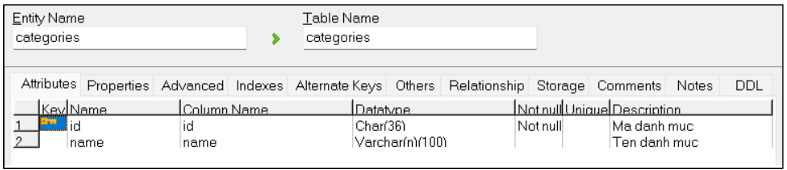 Entity Name Table Name
categories categories
Attributes Properties Advanced Indexes Alternate Keys Others Relationship Storage Comments Notes DDL
Key Name Column Name Datatype Not null Unique Description
1 id id Char(36) Not null Ma danh muc
2 name name Varchar(n)(100) Ten danh muc